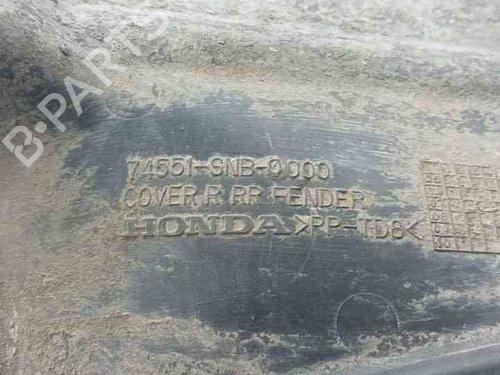 B-PARTS
74551-SNB-0000
COVER,R RR FENDER
HONDA >PP-TD8<